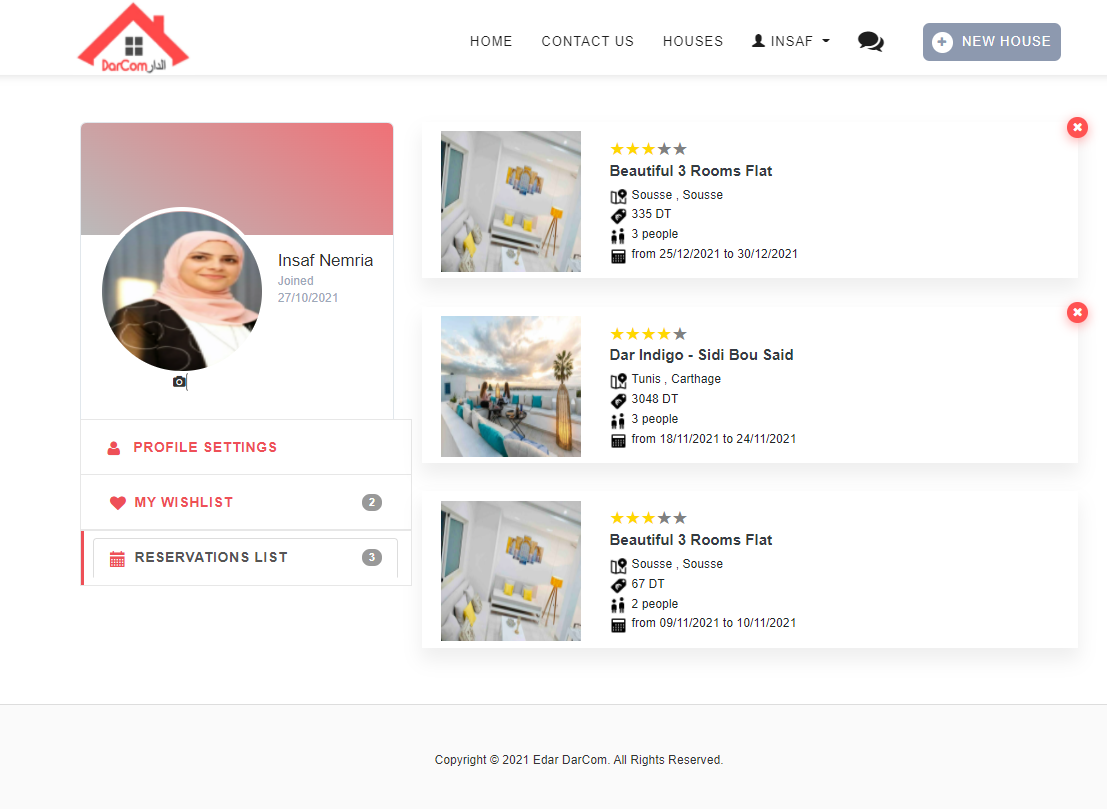 DarCom الدار
HOME
CONTACT US
HOUSES
INSAF
NEW HOUSE
Insaf Nemria
Joined
27/10/2021
PROFILE SETTINGS
MY WISHLIST 2
RESERVATIONS LIST 3
Beautiful 3 Rooms Flat
Sousse , Sousse
335 DT
3 people
from 25/12/2021 to 30/12/2021
Dar Indigo - Sidi Bou Said
Tunis , Carthage
3048 DT
3 people
from 18/11/2021 to 24/11/2021
Beautiful 3 Rooms Flat
Sousse , Sousse
67 DT
2 people
from 09/11/2021 to 10/11/2021
Copyright © 2021 Edar DarCom. All Rights Reserved.